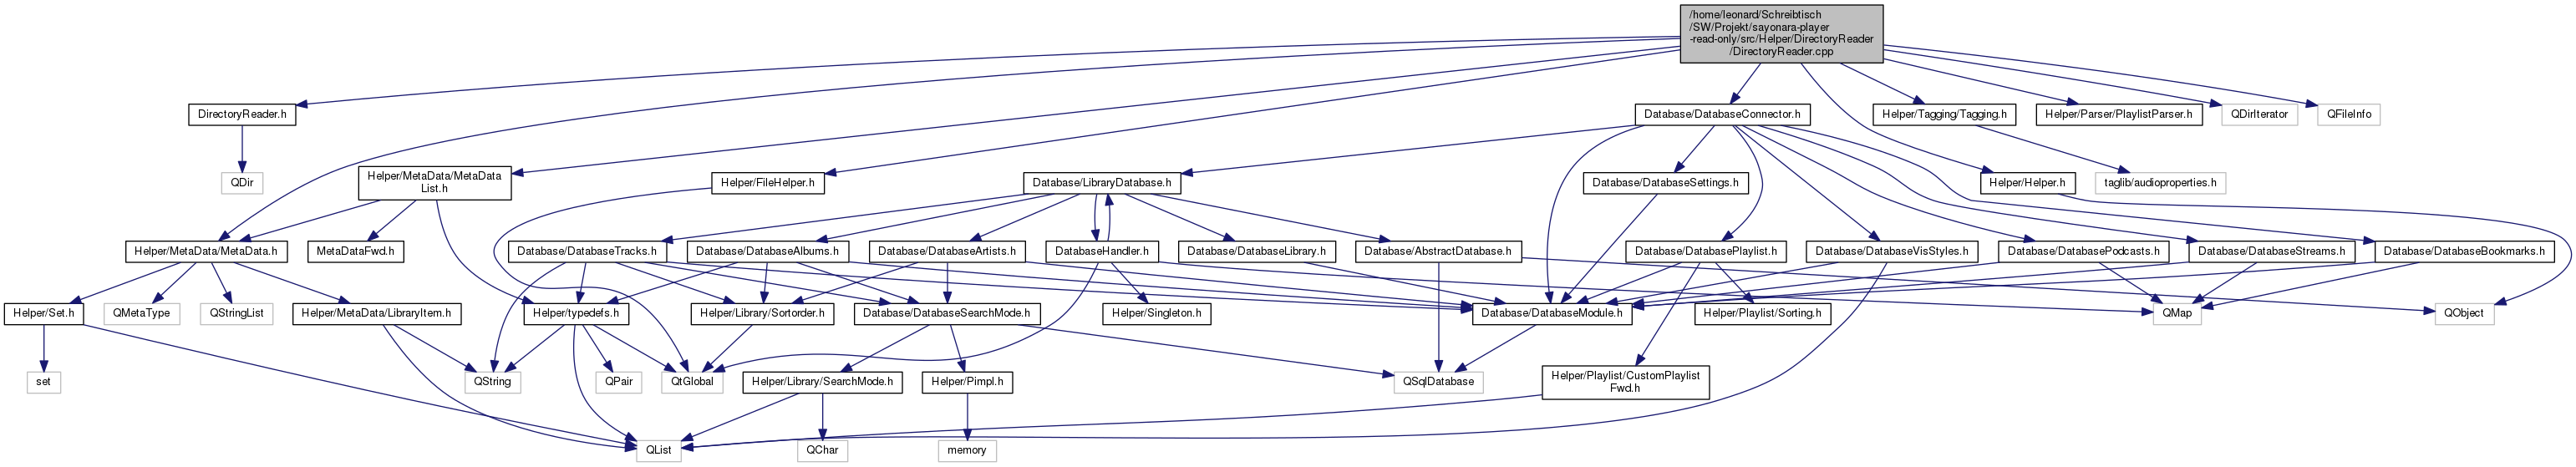 /home/leonard/Schreibtisch
/SW/Projekt/sayonara-player
-read-only/src/Helper/DirectoryReader
/DirectoryReader.cpp
DirectoryReader.h
Database/DatabaseConnector.h
Helper/Tagging/Tagging.h
Helper/Parser/PlaylistParser.h
QDirIterator
QFileInfo
QDir
Helper/MetaData/MetaData
List.h
Helper/FileHelper.h
Database/LibraryDatabase.h
Database/DatabaseSettings.h
Helper/Helper.h
taglib/audioproperties.h
Helper/MetaData/MetaData.h
MetaDataFwd.h
Database/DatabaseTracks.h
Database/DatabaseAlbums.h
Database/DatabaseArtists.h
DatabaseHandler.h
Database/DatabaseLibrary.h
Database/AbstractDatabase.h
Database/DatabasePlaylist.h
Database/DatabaseVisStyles.h
Database/DatabasePodcasts.h
Database/DatabaseStreams.h
Database/DatabaseBookmarks.h
Helper/Set.h
QMetaType
QStringList
Helper/MetaData/LibraryItem.h
Helper/typedefs.h
Helper/Library/Sortorder.h
Database/DatabaseSearchMode.h
Helper/Singleton.h
Database/DatabaseModule.h
Helper/Playlist/Sorting.h
QMap
QObject
set
QString
QPair
QtGlobal
Helper/Library/SearchMode.h
Helper/Pimpl.h
QSqlDatabase
Helper/Playlist/CustomPlaylist
Fwd.h
QList
QChar
memory